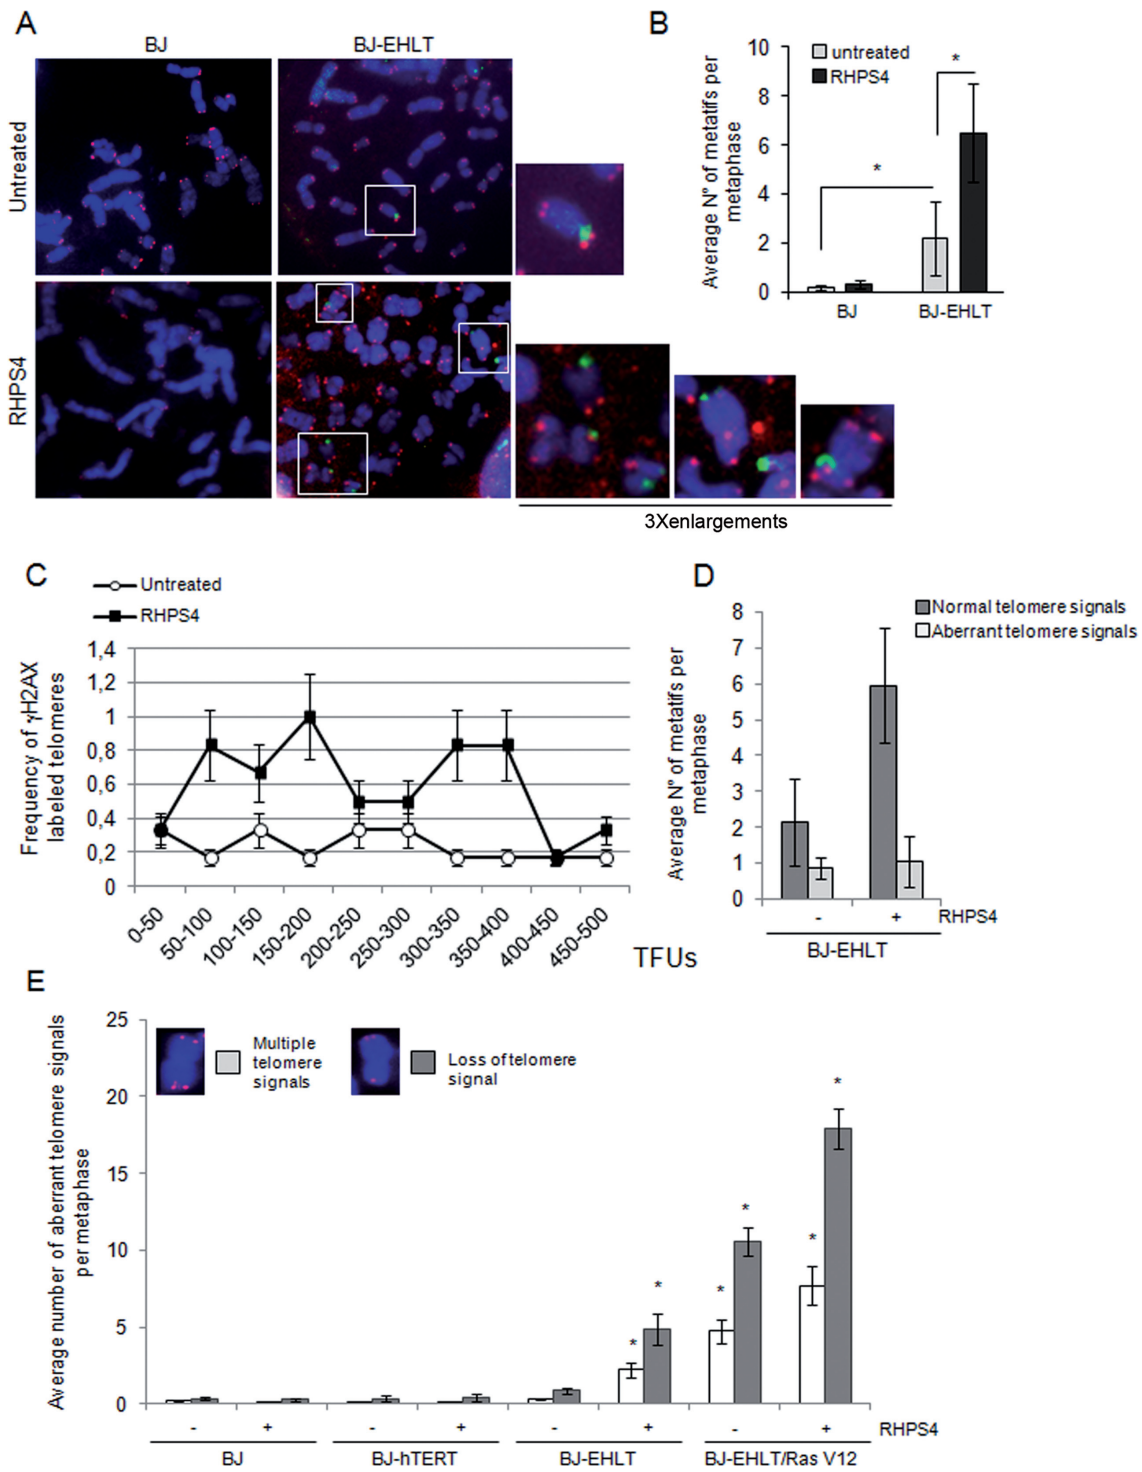 A
BJ
BJ-EHLT
Untreated
RHPS4
3Xenlargements
B
untreated
RHPS4
Average N° of metatifs per
metaphase
10
8
6
4
2
0
*
*
BJ
BJ-EHLT
C
Untreated
RHPS4
Frequency of γH2AX
labeled telomeres
1,4
1,2
1
0,8
0,6
0,4
0,2
0
0-50
50-100
100-150
150-200
200-250
250-300
300-350
350-400
400-450
450-500
TFUs
D
Normal telomere signals
Aberrant telomere signals
Average N° of metatifs per
metaphase
8
7
6
5
4
3
2
1
0
- + RHPS4
BJ-EHLT
E
Average number of aberrant telomere signals
per metaphase
25
20
15
10
5
0
Multiple
telomere
signals
Loss of telomere
signal
* * * * * *
- + - + - + - + RHPS4
BJ
BJ-hTERT
BJ-EHLT
BJ-EHLT/Ras V12